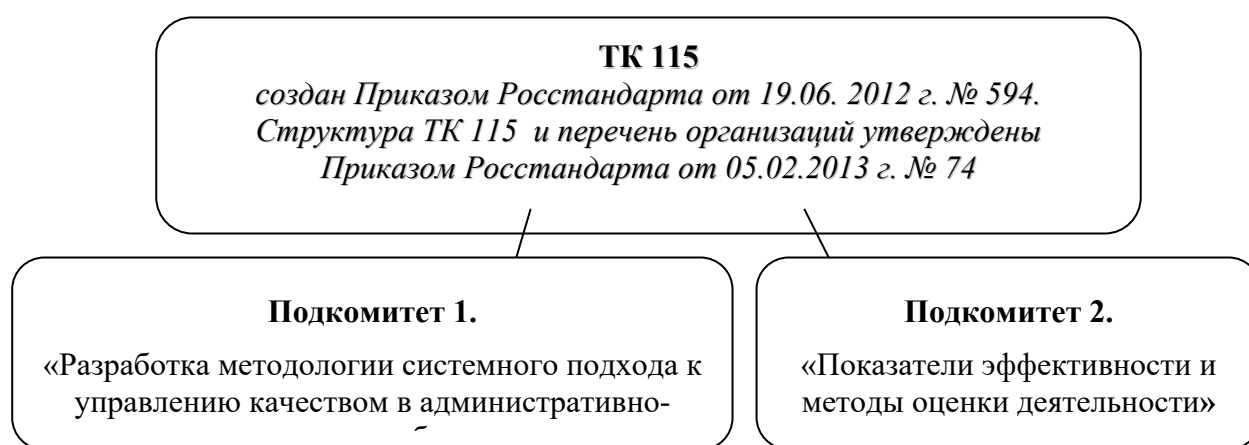 ТК 115
создан Приказом Росстандарта от 19.06. 2012 г. № 594.
Структура ТК 115 и перечень организаций утверждены
Приказом Росстандарта от 05.02.2013 г. № 74
Подкомитет 1.
«Разработка методологии системного подхода к
управлению качеством в административно-
Подкомитет 2.
«Показатели эффективности и
методы оценки деятельности»